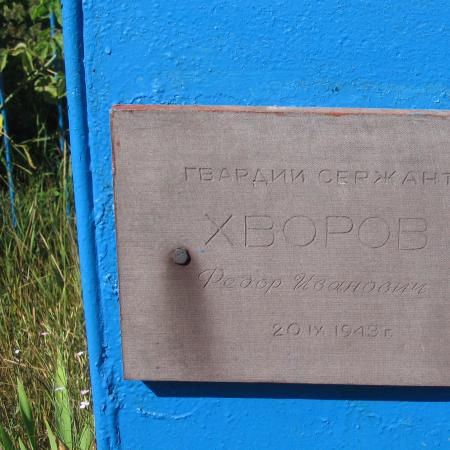 ГВАРДИИ СЕРЖАНТ
ХВОРОВ
Федор Иванович
20 IX 1943 г.